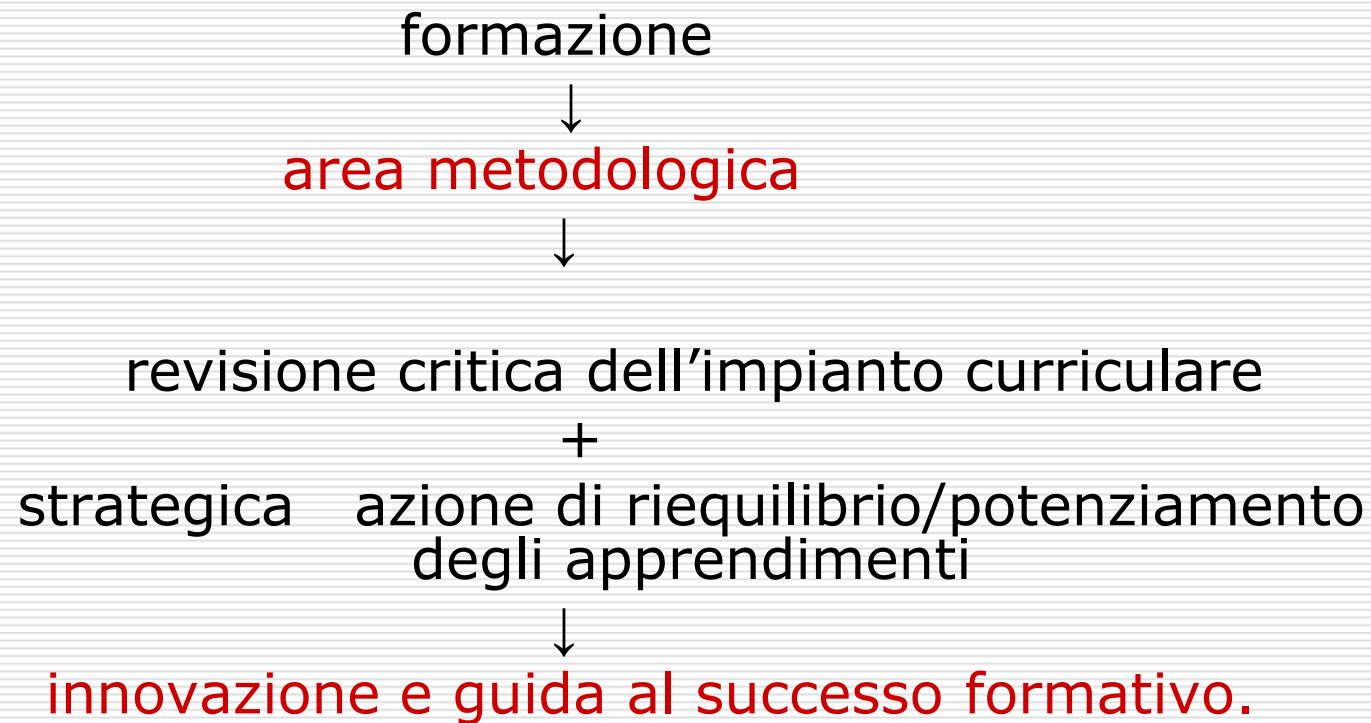 formazione
↓
area metodologica
↓
revisione critica dell’impianto curriculare
+
strategica azione di riequilibrio/potenziamento
degli apprendimenti
↓
innovazione e guida al successo formativo.